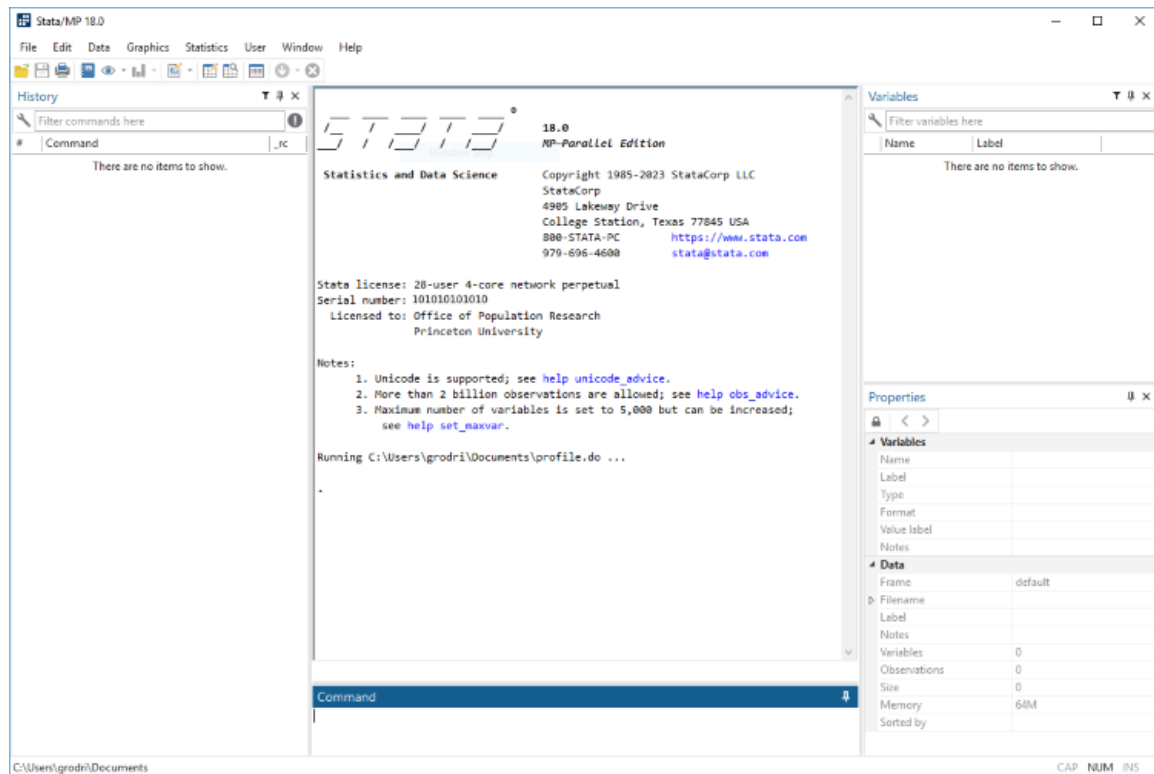 Stata/MP 18.0
File Edit Data Graphics Statistics User Window Help
History
Filter commands here
# Command _rc
There are no items to show.
STATA ®
18.0
MP-Parallel Edition
Statistics and Data Science
Copyright 1985-2023 StataCorp LLC
StataCorp
4905 Lakeway Drive
College Station, Texas 77845 USA
800-STATA-PC https://www.stata.com
979-696-4600 stata@stata.com
Stata license: 28-user 4-core network perpetual
Serial number: 101010101010
Licensed to: Office of Population Research
Princeton University
Notes:
1. Unicode is supported; see help unicode_advice.
2. More than 2 billion observations are allowed; see help obs_advice.
3. Maximum number of variables is set to 5,000 but can be increased;
see help set_maxvar.
Running C:\Users\grodri\Documents\profile.do ...
.
Command
Variables
Filter variables here
Name Label
There are no items to show.
Properties
Variables
Name
Label
Type
Format
Value label
Notes
Data
Frame default
Filename
Label
Notes
Variables 0
Observations 0
Size 0
Memory 64M
Sorted by
C:\Users\grodri\Documents
CAP NUM INS